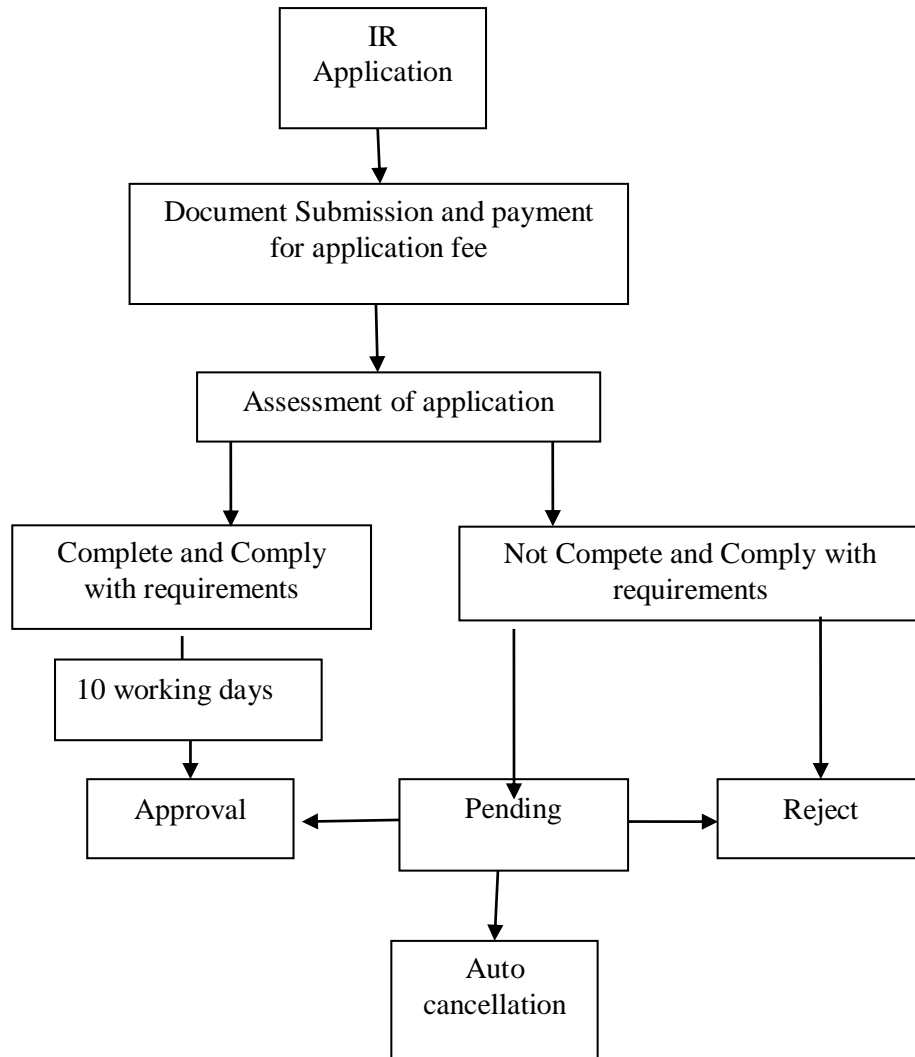 IR
Application
Document Submission and payment
for application fee
Assessment of application
Complete and Comply
with requirements
Not Compete and Comply with
requirements
10 working days
Approval
Pending
Reject
Auto
cancellation